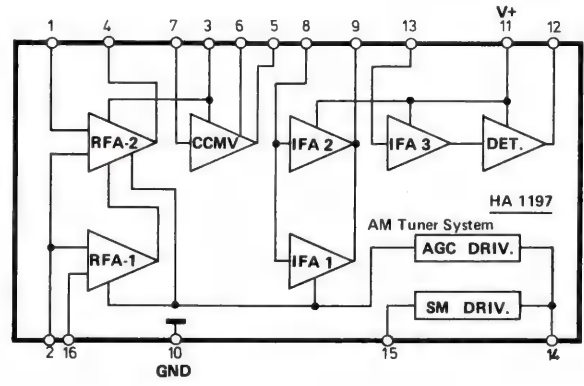 V+
1 4 7 3 6 5 8 9 13 11 12
RFA-2 CCMV IFA 2 IFA 3 DET.
HA 1197
AM Tuner System
RFA-1 IFA 1 AGC DRIV.
SM DRIV.
2 16 10 15 14
GND